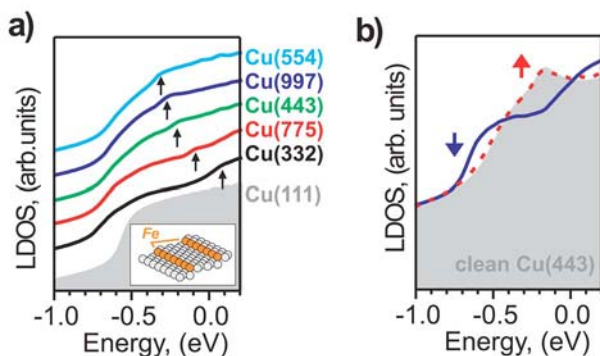 a)
LDOS, (arb.units)
Cu(554)
Cu(997)
Cu(443)
Cu(775)
Cu(332)
Cu(111)
Fe
-1.0 -0.5 0.0
Energy, (eV)
b)
LDOS, (arb. units)
clean Cu(443)
-1.0 -0.5 0.0
Energy, (eV)